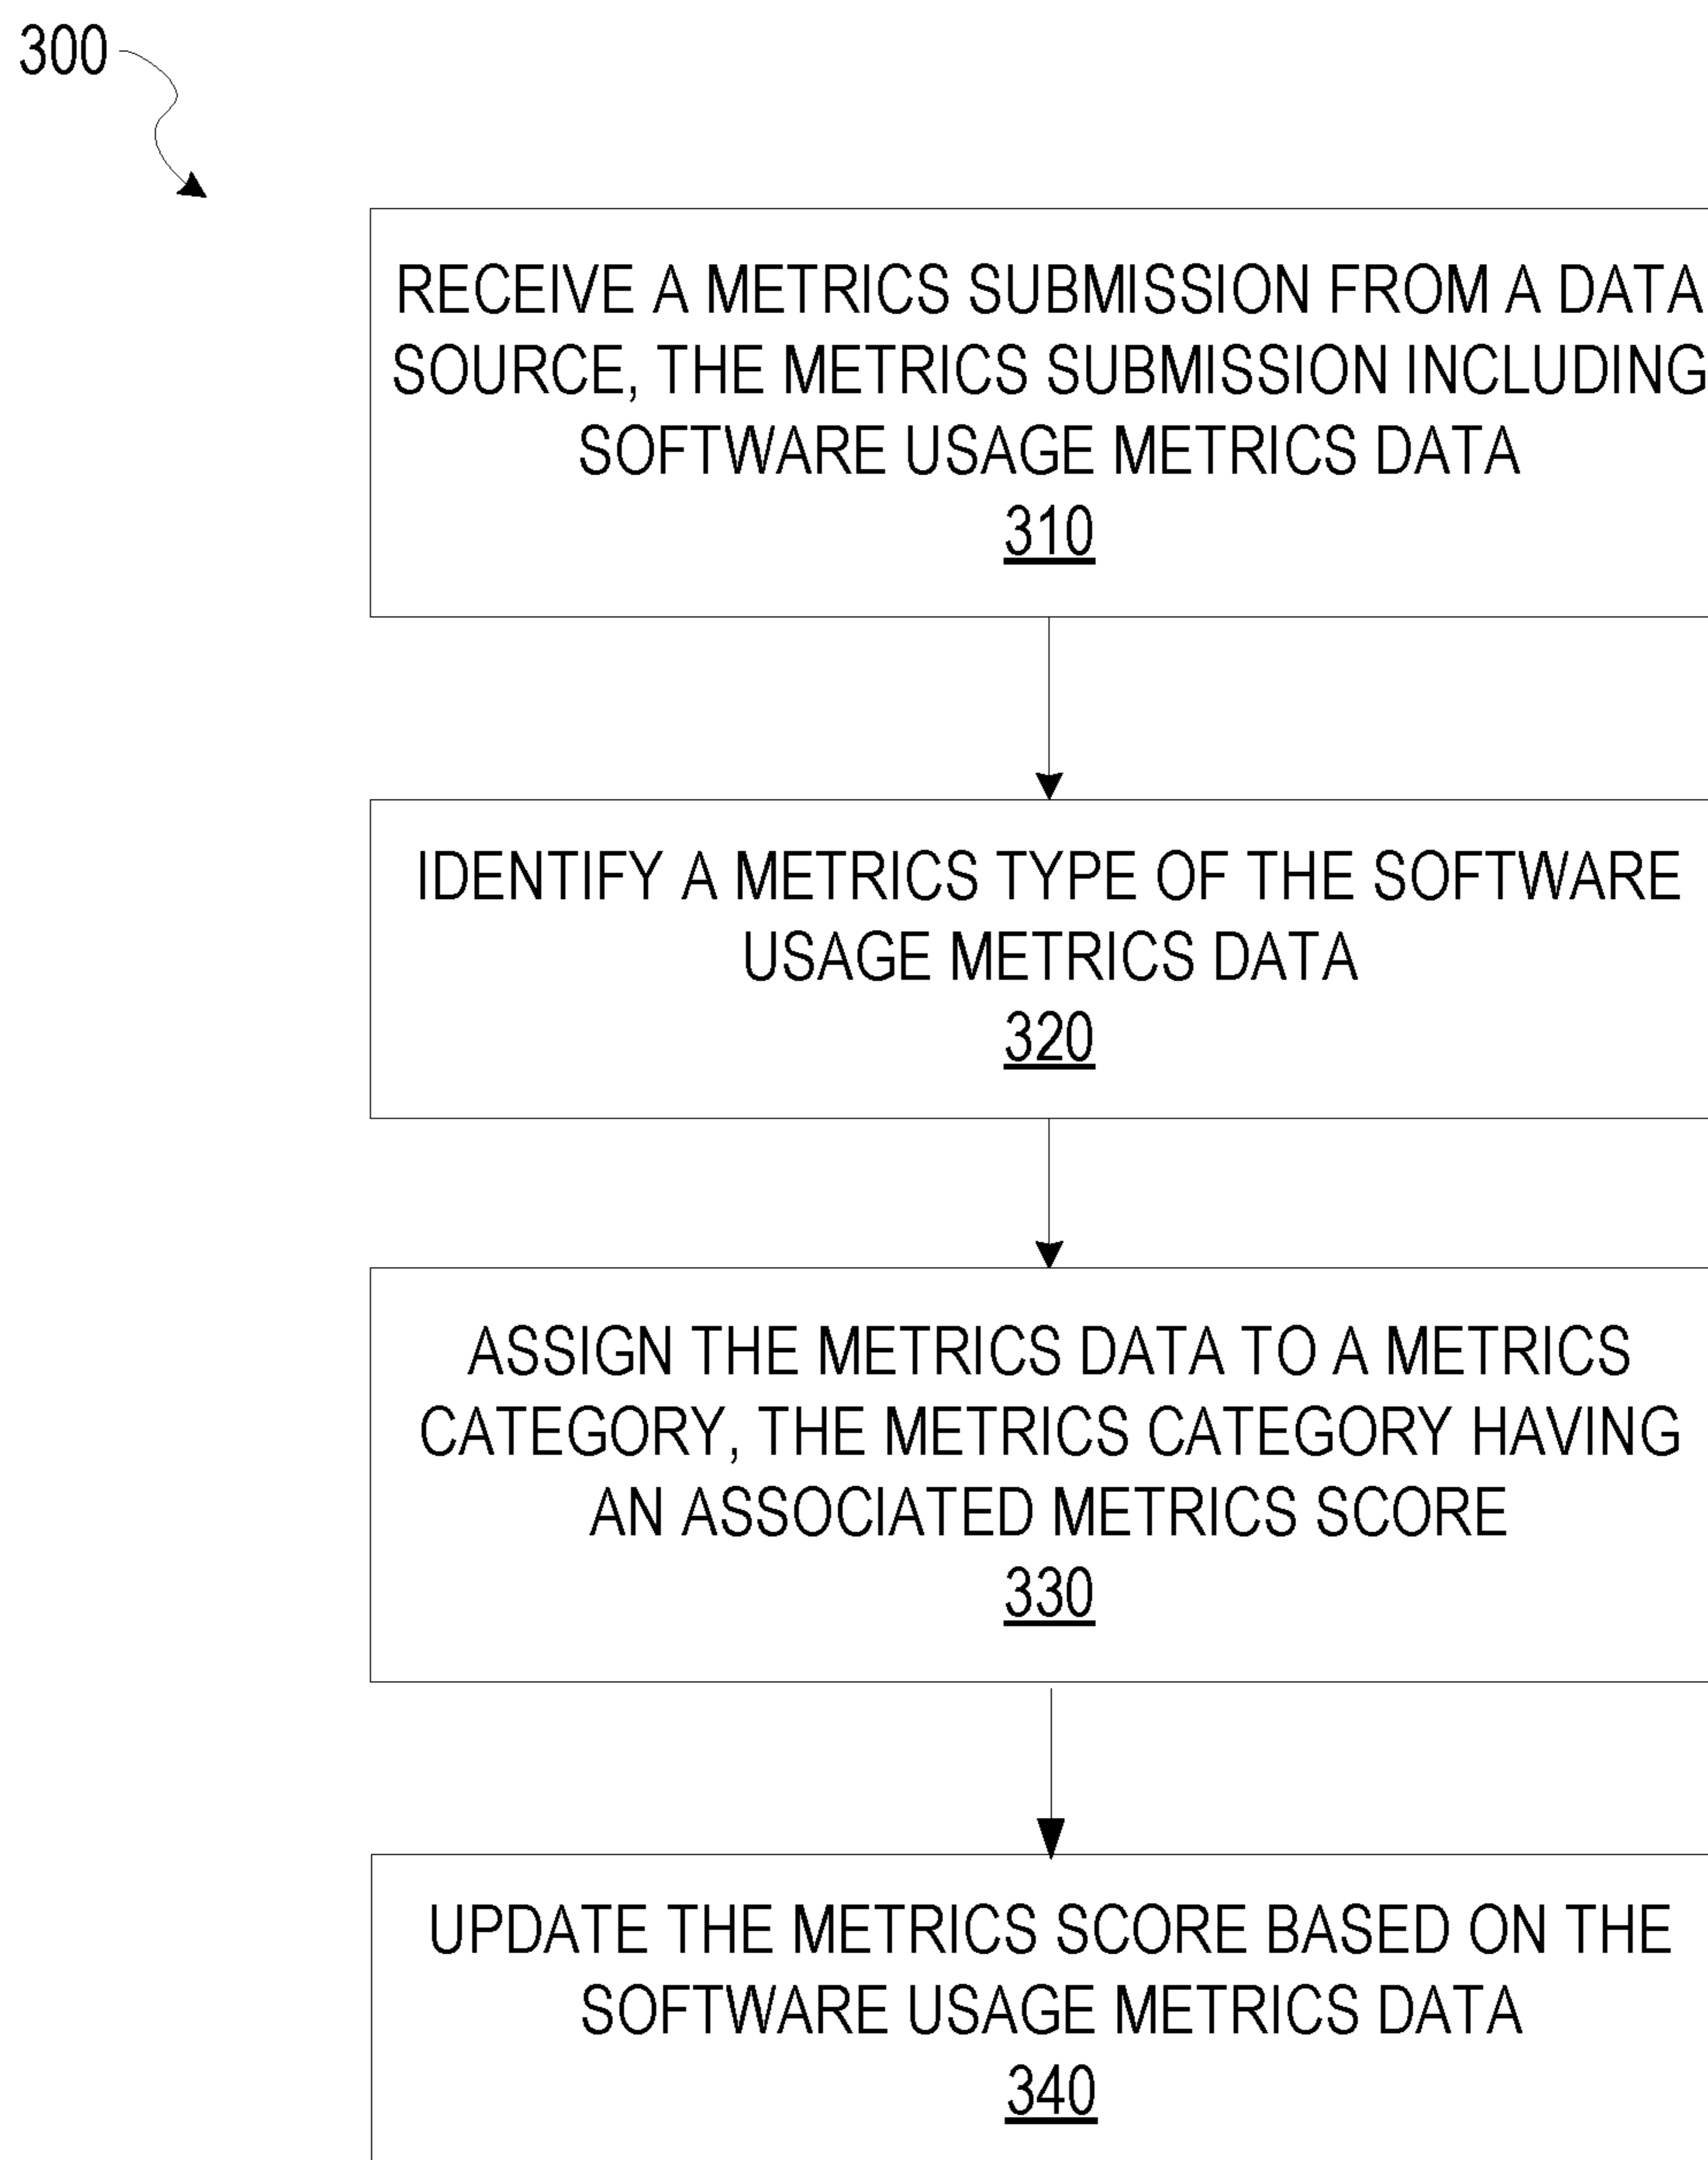 300
RECEIVE A METRICS SUBMISSION FROM A DATA
SOURCE, THE METRICS SUBMISSION INCLUDING
SOFTWARE USAGE METRICS DATA
310
IDENTIFY A METRICS TYPE OF THE SOFTWARE
USAGE METRICS DATA
320
ASSIGN THE METRICS DATA TO A METRICS
CATEGORY, THE METRICS CATEGORY HAVING
AN ASSOCIATED METRICS SCORE
330
UPDATE THE METRICS SCORE BASED ON THE
SOFTWARE USAGE METRICS DATA
340